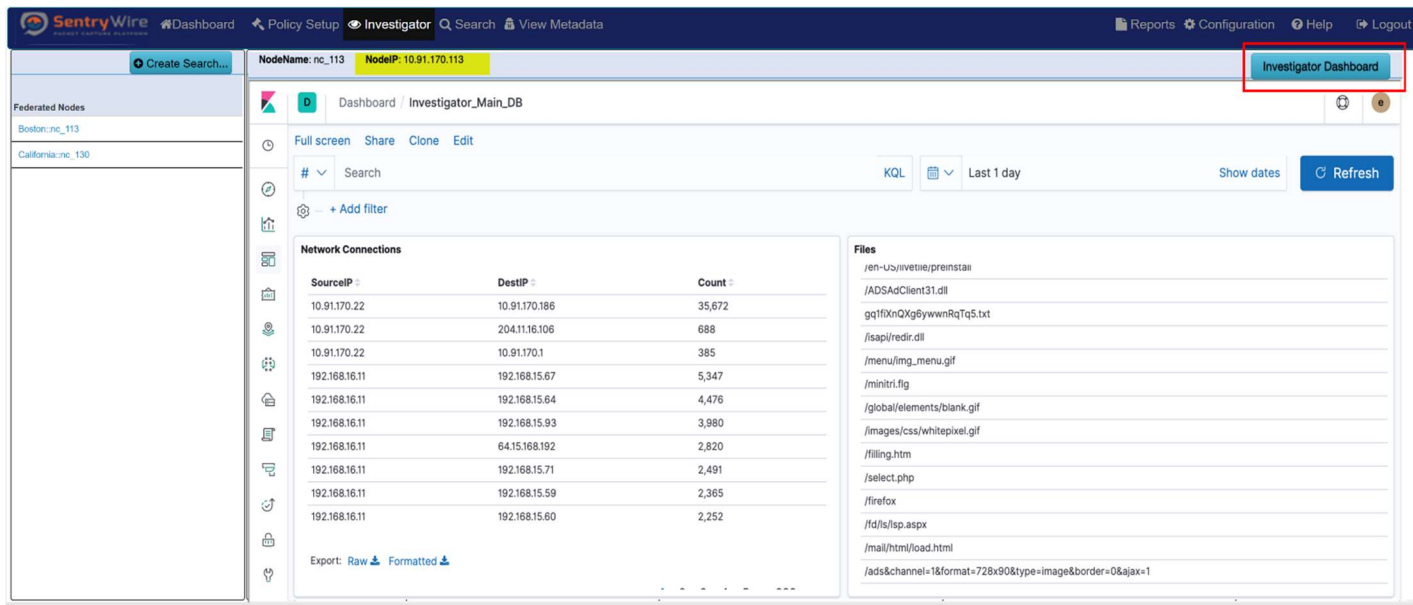 SentryWire Dashboard Policy Setup Investigator Search View Metadata Reports Configuration Help Logout
PACKET CAPTURE PLATFORM
Create Search...
NodeName: nc_113 NodeIP: 10.91.170.113
Investigator Dashboard
Federated Nodes
Boston::nc_113
California::nc_130
D Dashboard / Investigator_Main_DB e
Full screen Share Clone Edit
# Search KQL Last 1 day Show dates Refresh
+ Add filter
Network Connections
SourceIP DestIP Count
10.91.170.22 10.91.170.186 35,672
10.91.170.22 204.11.16.106 688
10.91.170.22 10.91.170.1 385
192.168.16.11 192.168.15.67 5,347
192.168.16.11 192.168.15.64 4,476
192.168.16.11 192.168.15.93 3,980
192.168.16.11 64.15.168.192 2,820
192.168.16.11 192.168.15.71 2,491
192.168.16.11 192.168.15.59 2,365
192.168.16.11 192.168.15.60 2,252
Export: Raw Formatted
Files
/en-US/livetile/preinstall
/ADSAdClient31.dll
gq1fiXnQXg6ywwnRqTq5.txt
/isapi/redir.dll
/menu/img_menu.gif
/minitri.flg
/global/elements/blank.gif
/images/css/whitepixel.gif
/filling.htm
/select.php
/firefox
/fd/ls/lsp.aspx
/mail/html/load.html
/ads&channel=1&format=728x90&type=image&border=0&ajax=1